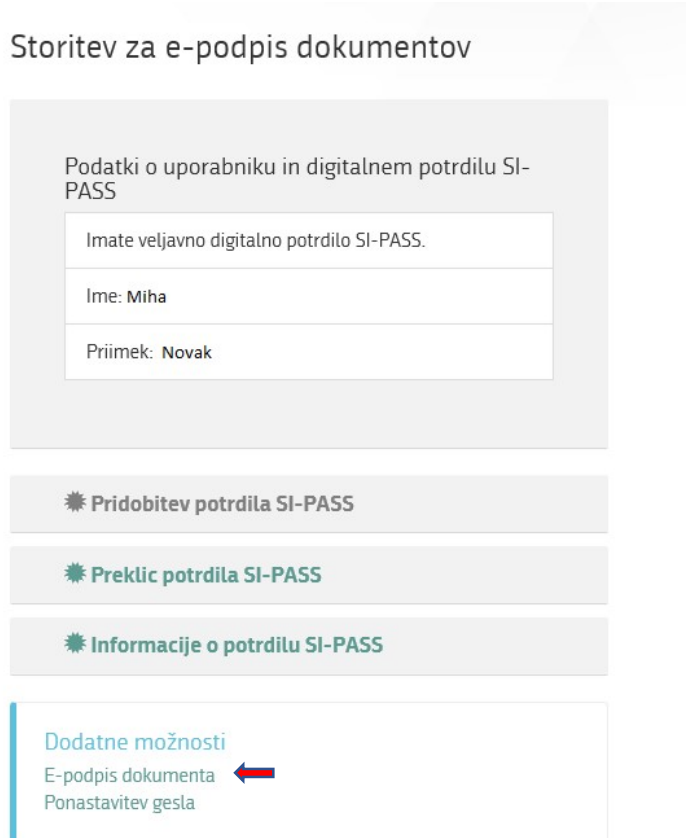 Storitev za e-podpis dokumentov
Podatki o uporabniku in digitalnem potrdilu SI-
PASS
Imate veljavno digitalno potrdilo SI-PASS.
Ime: Miha
Priimek: Novak
Pridobitev potrdila SI-PASS
Preklic potrdila SI-PASS
Informacije o potrdilu SI-PASS
Dodatne možnosti
E-podpis dokumenta
Ponastavitev gesla